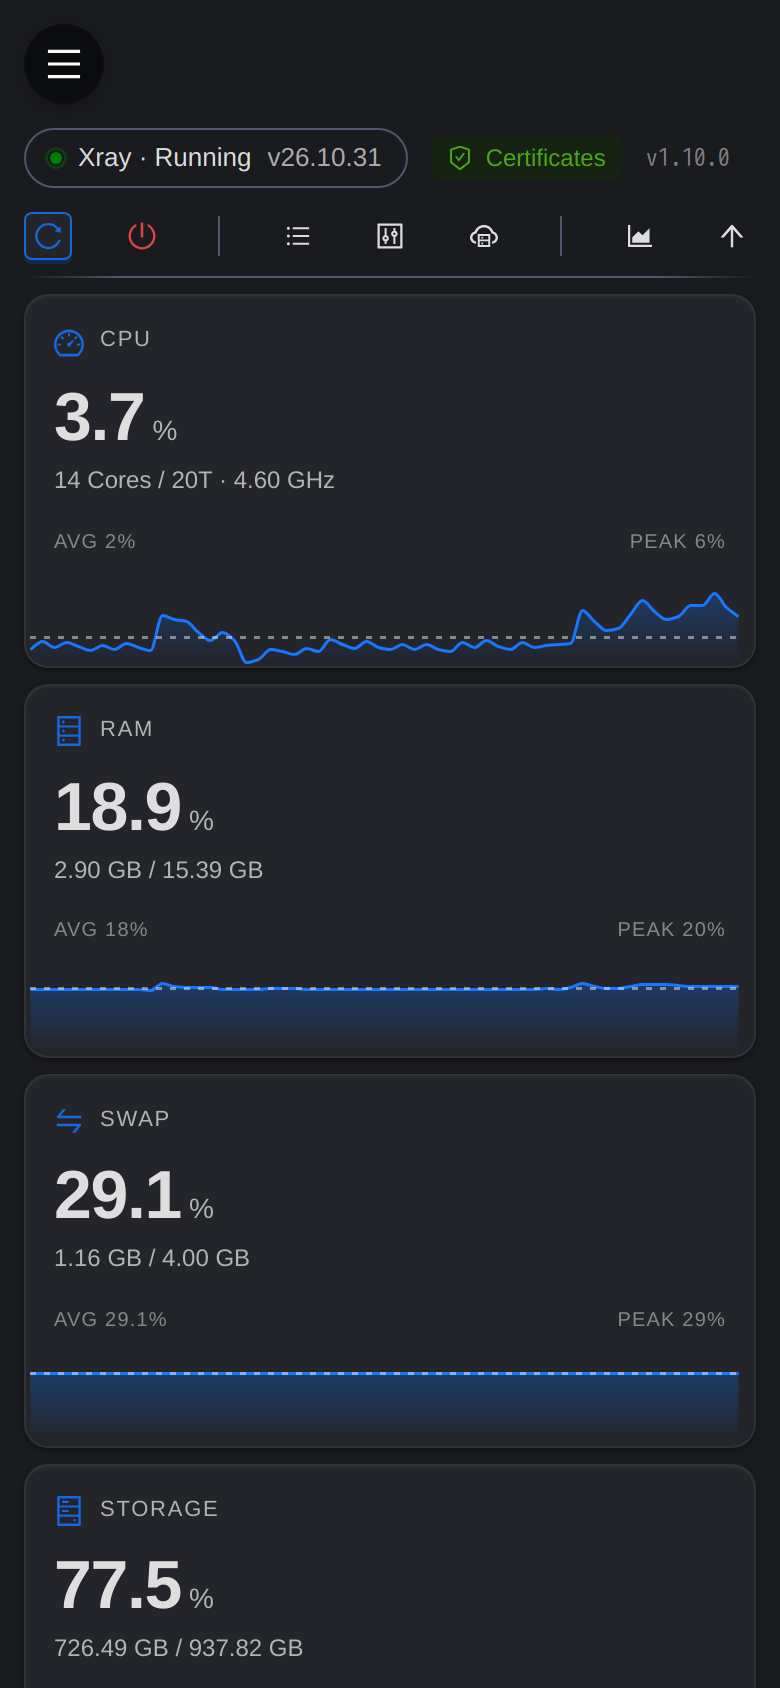 Xray · Running v26.10.31 Certificates v1.10.0
CPU
3.7 %
14 Cores / 20T · 4.60 GHz
AVG 2% PEAK 6%
RAM
18.9 %
2.90 GB / 15.39 GB
AVG 18% PEAK 20%
SWAP
29.1 %
1.16 GB / 4.00 GB
AVG 29.1% PEAK 29%
STORAGE
77.5 %
726.49 GB / 937.82 GB